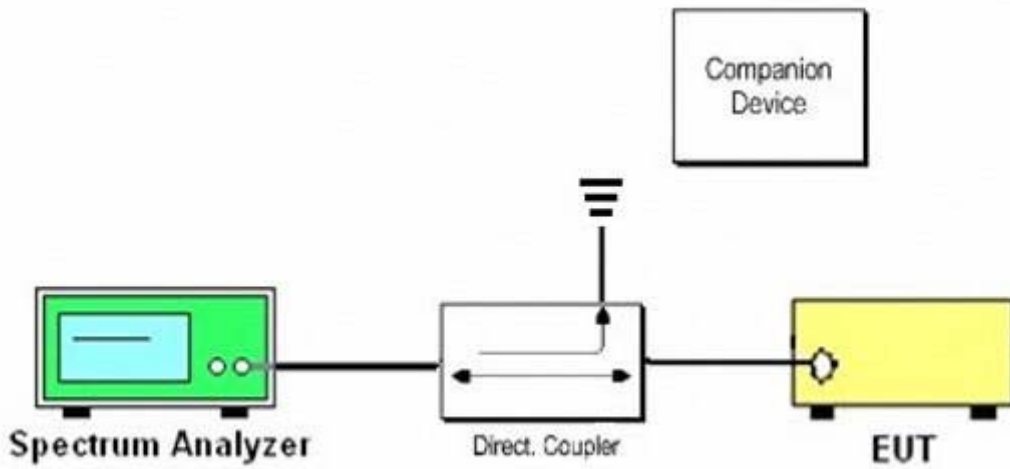 Companion
Device
Spectrum Analyzer
Direct. Coupler
EUT